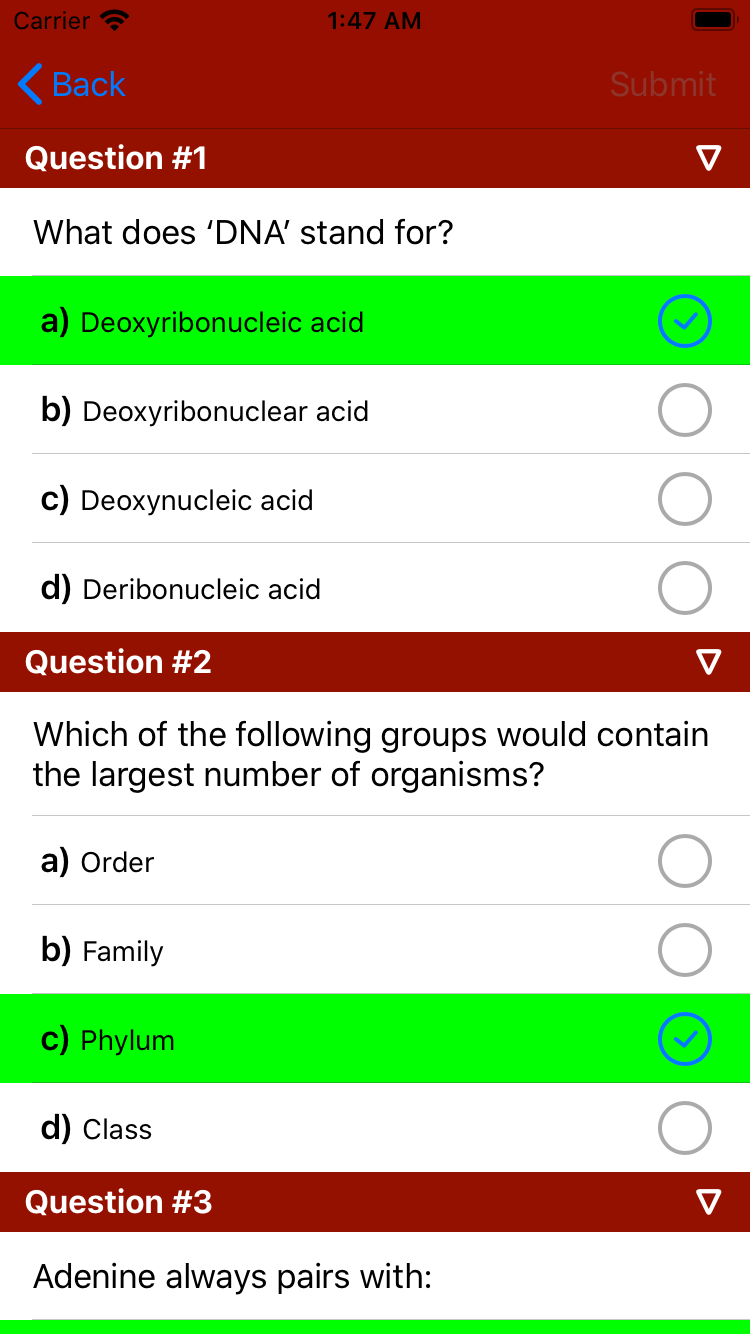 Carrier 1:47 AM
Back Submit
Question #1
What does ‘DNA’ stand for?
a) Deoxyribonucleic acid
b) Deoxyribonuclear acid
c) Deoxynucleic acid
d) Deribonucleic acid
Question #2
Which of the following groups would contain
the largest number of organisms?
a) Order
b) Family
c) Phylum
d) Class
Question #3
Adenine always pairs with: